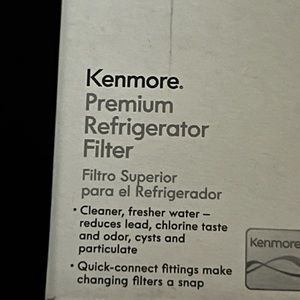 Kenmore.
Premium
Refrigerator
Filter
Filtro Superior
para el Refrigerador
• Cleaner, fresher water –
reduces lead, chlorine taste
and odor, cysts and
particulate
• Quick-connect fittings make
changing filters a snap
Kenmore